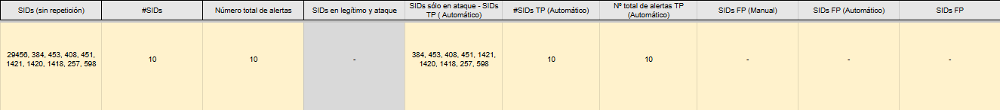 SIDs (sin repetición)
#SIDs
Número total de alertas
SIDs en legítimo y ataque
SIDs sólo en ataque - SIDs
TP ( Automático)
#SIDs TP (Automático)
Nº total de alertas TP
(Automático)
SIDs FP (Manual)
SIDs FP (Automático)
SIDs FP
29456, 384, 453, 408, 451,
1421, 1420, 1418, 257, 598
10
10
-
384, 453, 408, 451, 1421,
1420, 1418, 257, 598
10
10
-
-
-